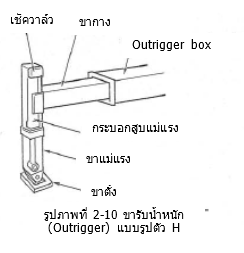 เช้ควาล์ว
ขากาง
Outrigger box
กระบอกสูบแม่แรง
ขาแม่แรง
ขาตั่ง
รูปภาพที่ 2-10 ขารับน้ำหนัก
(Outrigger) แบบรูปตัว H